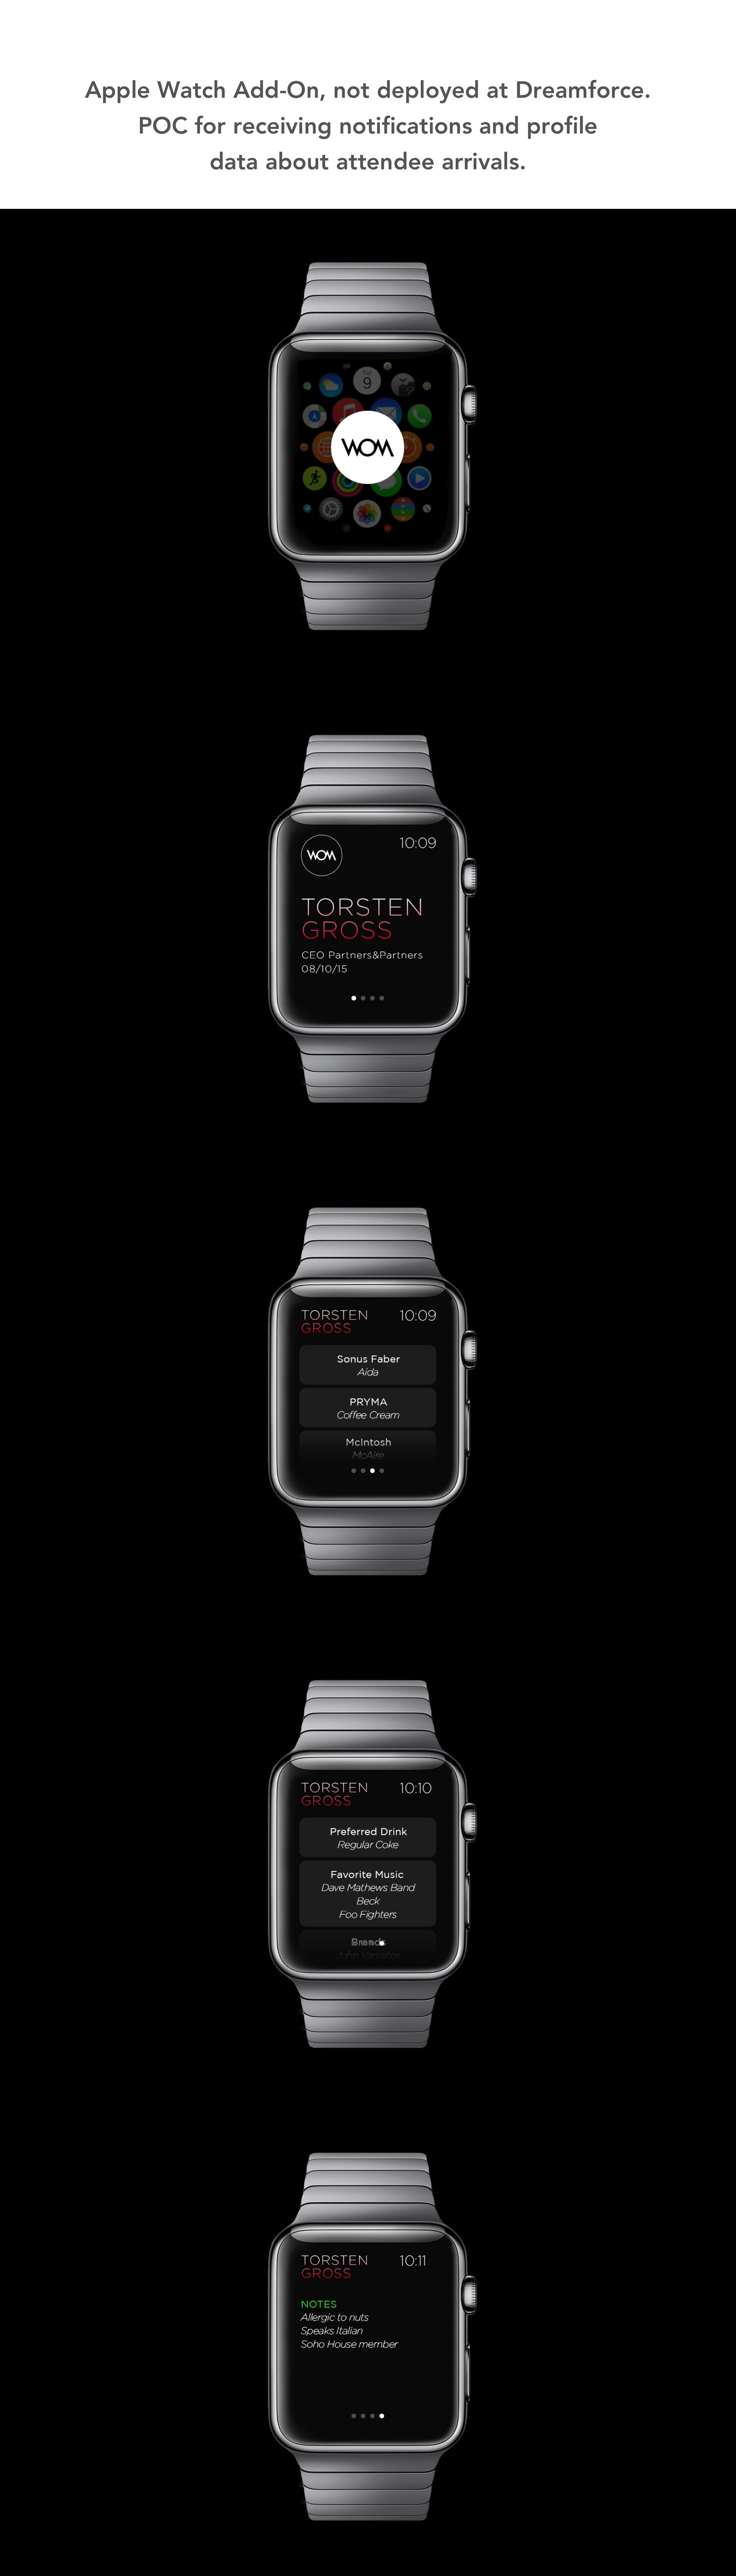 Apple Watch Add-On, not deployed at Dreamforce.
POC for receiving notifications and profile
data about attendee arrivals.
9
WOM
WOM
10:09
TORSTEN
GROSS
CEO Partners&Partners
08/10/15
TORSTEN
10:09
GROSS
Sonus Faber
Aida
PRYMA
Coffee Cream
McIntosh
McAire
TORSTEN
10:10
GROSS
Preferred Drink
Regular Coke
Favorite Music
Dave Mathews Band
Beck
Foo Fighters
Brands
TORSTEN
10:11
GROSS
NOTES
Allergic to nuts
Speaks Italian
Soho House member